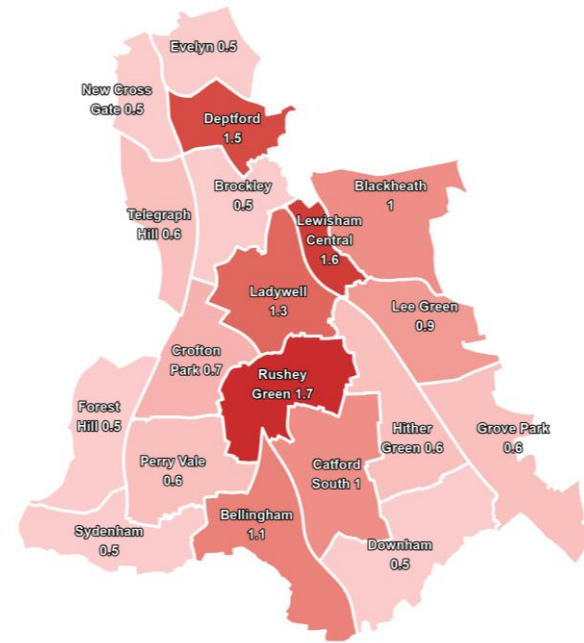 Evelyn 0.5
New Cross
Gate 0.5
Deptford
1.5
Brockley
0.5
Blackheath
1
Telegraph
Hill 0.6
Lewisham
Central
1.6
Ladywell
1.3
Lee Green
0.9
Crofton
Park 0.7
Rushey
Green 1.7
Forest
Hill 0.5
Hither
Green 0.6
Grove Park
0.6
Perry Vale
0.6
Catford
South 1
Bellingham
1.1
Sydenham
0.5
Downham
0.5